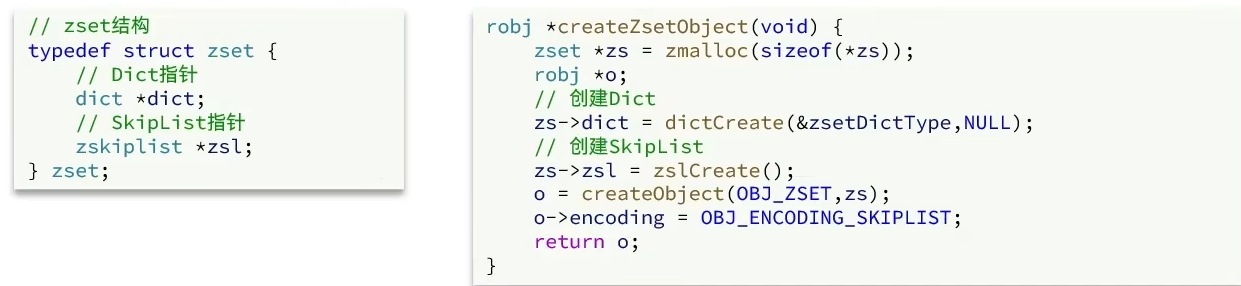 // zset结构
typedef struct zset {
    // Dict指针
    dict *dict;
    // SkipList指针
    zskiplist *zsl;
} zset;
robj *createZsetObject(void) {
    zset *zs = zmalloc(sizeof(*zs));
    robj *o;
    // 创建Dict
    zs->dict = dictCreate(&zsetDictType,NULL);
    // 创建SkipList
    zs->zsl = zslCreate();
    o = createObject(OBJ_ZSET,zs);
    o->encoding = OBJ_ENCODING_SKIPLIST;
    return o;
}